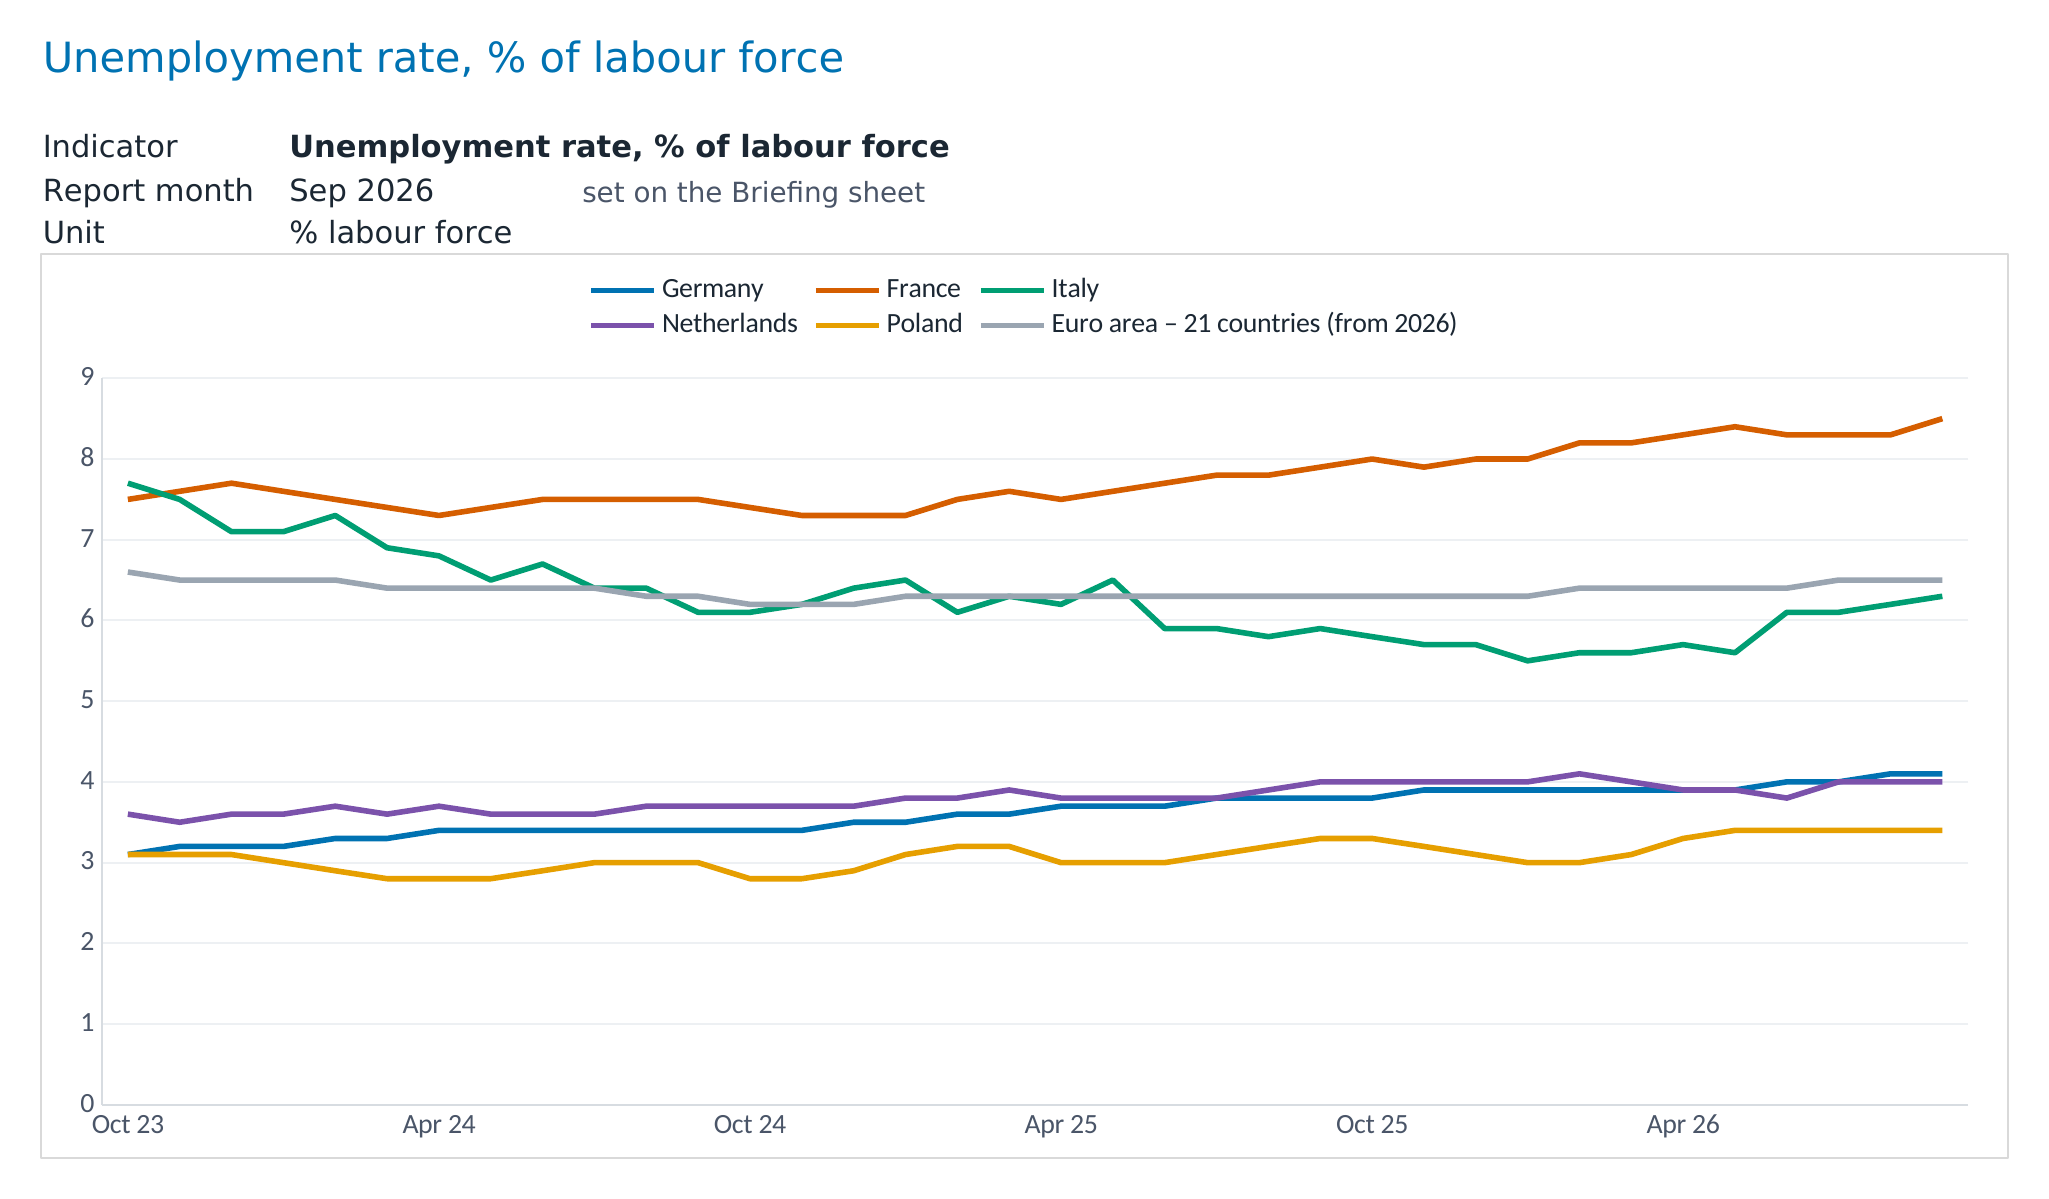 Unemployment rate, % of labour force
Indicator Unemployment rate, % of labour force
Report month Sep 2026 set on the Briefing sheet
Unit % labour force
Germany France Italy
Netherlands Poland Euro area – 21 countries (from 2026)
9
8
7
6
5
4
3
2
1
0
Oct 23 Apr 24 Oct 24 Apr 25 Oct 25 Apr 26